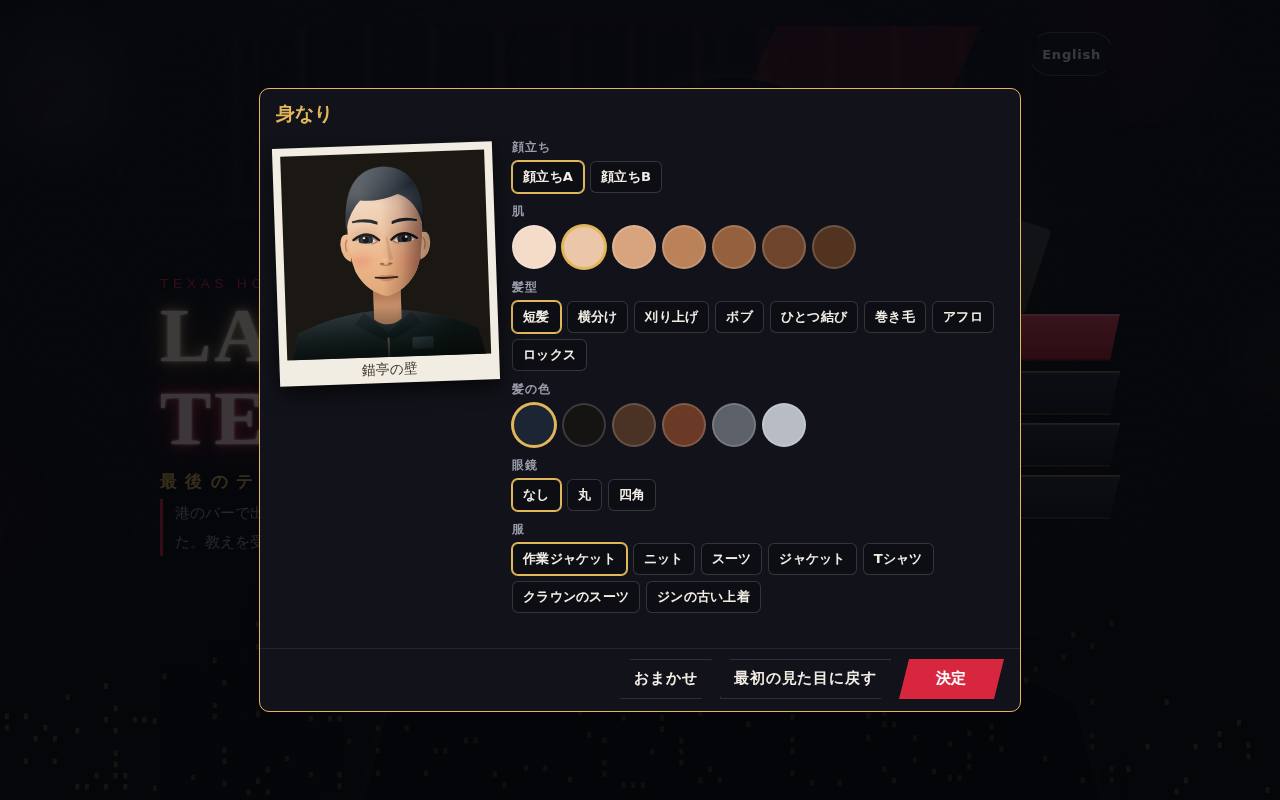 English
身なり
錨亭の壁
顔立ち
顔立ちA 顔立ちB
肌
髪型
短髪 横分け 刈り上げ ボブ ひとつ結び 巻き毛 アフロ
ロックス
髪の色
眼鏡
なし 丸 四角
服
作業ジャケット ニット スーツ ジャケット Tシャツ
クラウンのスーツ ジンの古い上着
おまかせ 最初の見た目に戻す 決定
TEXAS HO
LA
TE
最後のテ
港のバーで出
た。教えを受